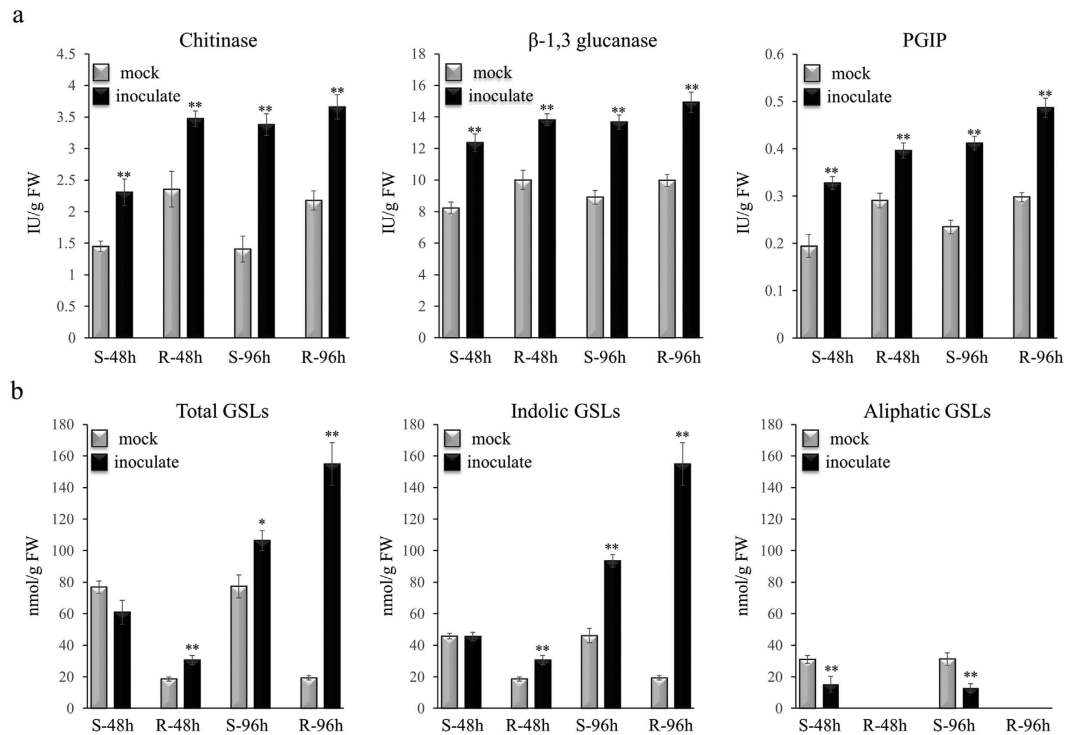 a
Chitinase
4.5
4
3.5
3
2.5
2
1.5
1
0.5
0
IU/g FW
mock
inoculate
**
**
**
**
S-48h R-48h S-96h R-96h
β-1,3 glucanase
18
16
14
12
10
8
6
4
2
0
IU/g FW
mock
inoculate
**
**
**
**
S-48h R-48h S-96h R-96h
PGIP
0.6
0.5
0.4
0.3
0.2
0.1
0
IU/g FW
mock
inoculate
**
**
**
**
S-48h R-48h S-96h R-96h
b
Total GSLs
180
160
140
120
100
80
60
40
20
0
nmol/g FW
mock
inoculate
**
*
**
S-48h R-48h S-96h R-96h
Indolic GSLs
180
160
140
120
100
80
60
40
20
0
nmol/g FW
mock
inoculate
**
**
**
S-48h R-48h S-96h R-96h
Aliphatic GSLs
180
160
140
120
100
80
60
40
20
0
nmol/g FW
mock
inoculate
**
**
S-48h R-48h S-96h R-96h